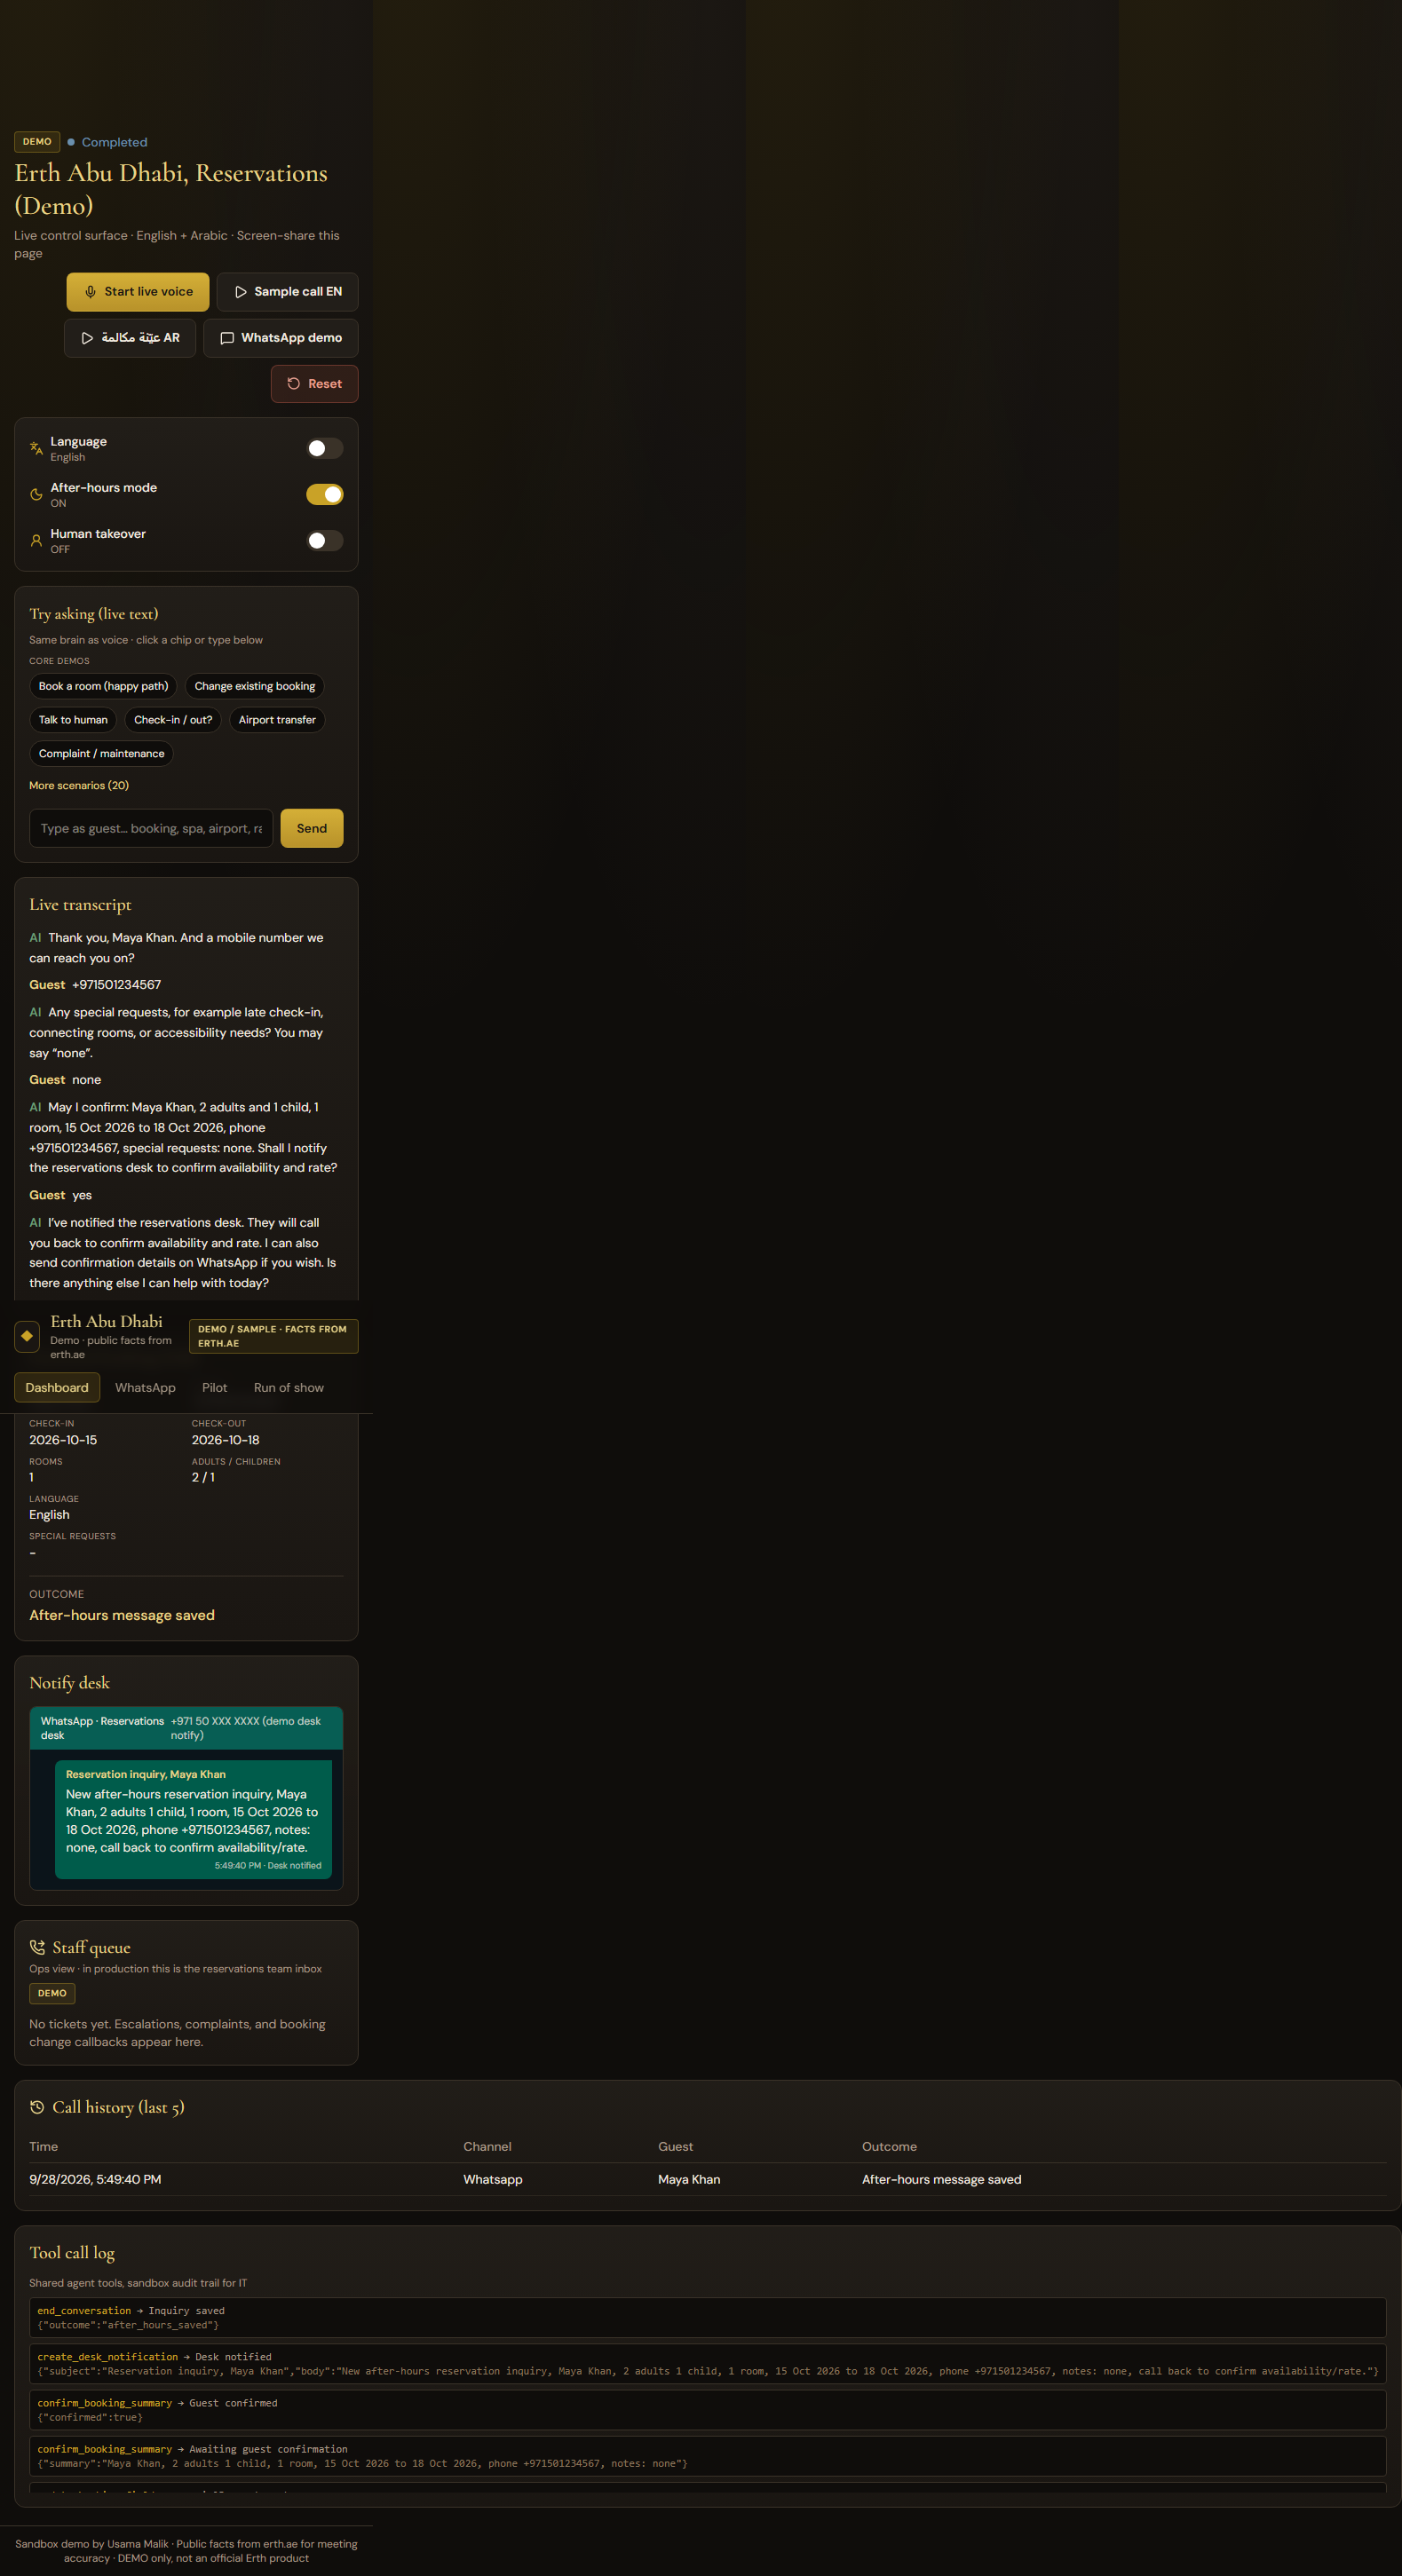 DEMO Completed
Erth Abu Dhabi, Reservations
(Demo)
Live control surface · English + Arabic · Screen-share this
page
Start live voice
Sample call EN
عيّنة مكالمة AR
WhatsApp demo
Reset
Language
English
After-hours mode
ON
Human takeover
OFF
Try asking (live text)
Same brain as voice · click a chip or type below
CORE DEMOS
Book a room (happy path)
Change existing booking
Talk to human
Check-in / out?
Airport transfer
Complaint / maintenance
More scenarios (20)
Type as guest... booking, spa, airport, ra
Send
Live transcript
AI Thank you, Maya Khan. And a mobile number we
can reach you on?
Guest +971501234567
AI Any special requests, for example late check-in,
connecting rooms, or accessibility needs? You may
say “none”.
Guest none
AI May I confirm: Maya Khan, 2 adults and 1 child, 1
room, 15 Oct 2026 to 18 Oct 2026, phone
+971501234567, special requests: none. Shall I notify
the reservations desk to confirm availability and rate?
Guest yes
AI I’ve notified the reservations desk. They will call
you back to confirm availability and rate. I can also
send confirmation details on WhatsApp if you wish. Is
there anything else I can help with today?
Erth Abu Dhabi
Demo · public facts from
erth.ae
DEMO / SAMPLE · FACTS FROM
ERTH.AE
Dashboard
WhatsApp
Pilot
Run of show
CHECK-IN
2026-10-15
CHECK-OUT
2026-10-18
ROOMS
1
ADULTS / CHILDREN
2 / 1
LANGUAGE
English
SPECIAL REQUESTS
-
OUTCOME
After-hours message saved
Notify desk
WhatsApp · Reservations
desk
+971 50 XXX XXXX (demo desk
notify)
Reservation inquiry, Maya Khan
New after-hours reservation inquiry, Maya
Khan, 2 adults 1 child, 1 room, 15 Oct 2026 to
18 Oct 2026, phone +971501234567, notes:
none, call back to confirm availability/rate.
5:49:40 PM · Desk notified
Staff queue
Ops view · in production this is the reservations team inbox
DEMO
No tickets yet. Escalations, complaints, and booking
change callbacks appear here.
Call history (last 5)
Time Channel Guest Outcome
9/28/2026, 5:49:40 PM Whatsapp Maya Khan After-hours message saved
Tool call log
Shared agent tools, sandbox audit trail for IT
end_conversation → Inquiry saved
{"outcome":"after_hours_saved"}
create_desk_notification → Desk notified
{"subject":"Reservation inquiry, Maya Khan","body":"New after-hours reservation inquiry, Maya Khan, 2 adults 1 child, 1 room, 15 Oct 2026 to 18 Oct 2026, phone +971501234567, notes: none, call back to confirm availability/rate."}
confirm_booking_summary → Guest confirmed
{"confirmed":true}
confirm_booking_summary → Awaiting guest confirmation
{"summary":"Maya Khan, 2 adults 1 child, 1 room, 15 Oct 2026 to 18 Oct 2026, phone +971501234567, notes: none"}
Sandbox demo by Usama Malik · Public facts from erth.ae for meeting
accuracy · DEMO only, not an official Erth product